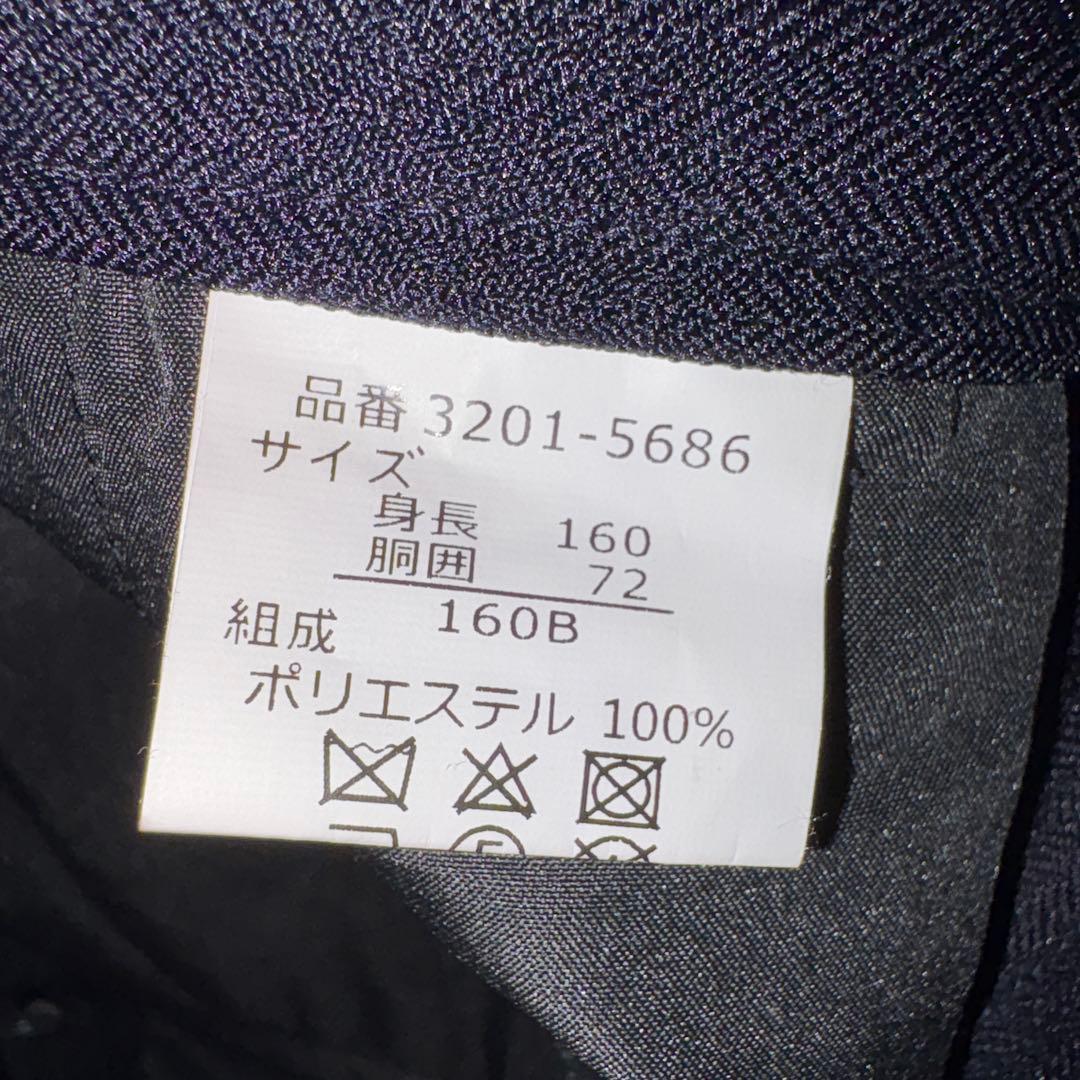 品番 3201-5686
サイズ
身長 160
胴囲 72
160B
組成
ポリエステル 100%